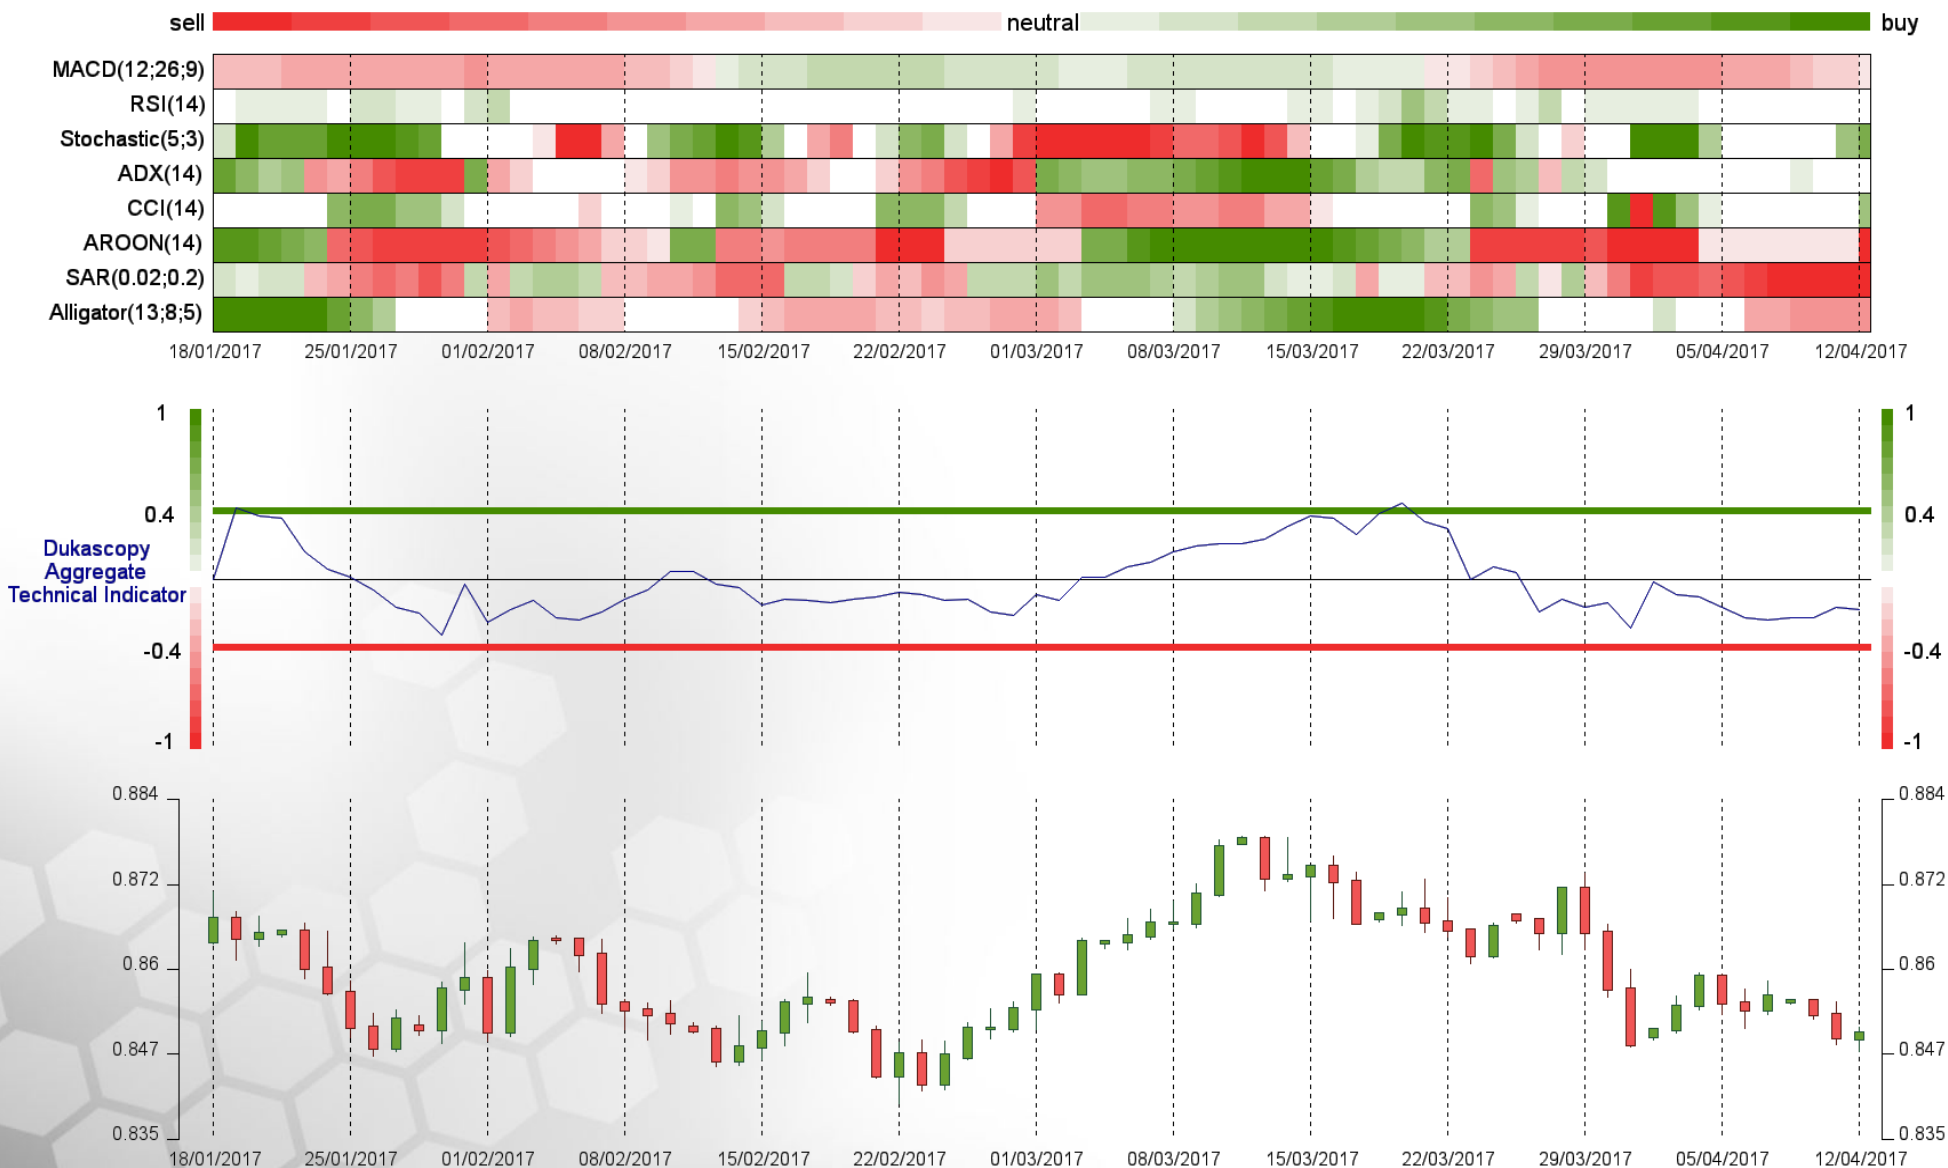 sell neutral buy
MACD(12;26;9)
RSI(14)
Stochastic(5;3)
ADX(14)
CCI(14)
AROON(14)
SAR(0.02;0.2)
Alligator(13;8;5)
18/01/2017 25/01/2017 01/02/2017 08/02/2017 15/02/2017 22/02/2017 01/03/2017 08/03/2017 15/03/2017 22/03/2017 29/03/2017 05/04/2017 12/04/2017
1 1
0.4 0.4
Dukascopy
Aggregate
Technical Indicator
-0.4 -0.4
-1 -1
0.884 0.884
0.872 0.872
0.86 0.86
0.847 0.847
0.835 0.835
18/01/2017 25/01/2017 01/02/2017 08/02/2017 15/02/2017 22/02/2017 01/03/2017 08/03/2017 15/03/2017 22/03/2017 29/03/2017 05/04/2017 12/04/2017